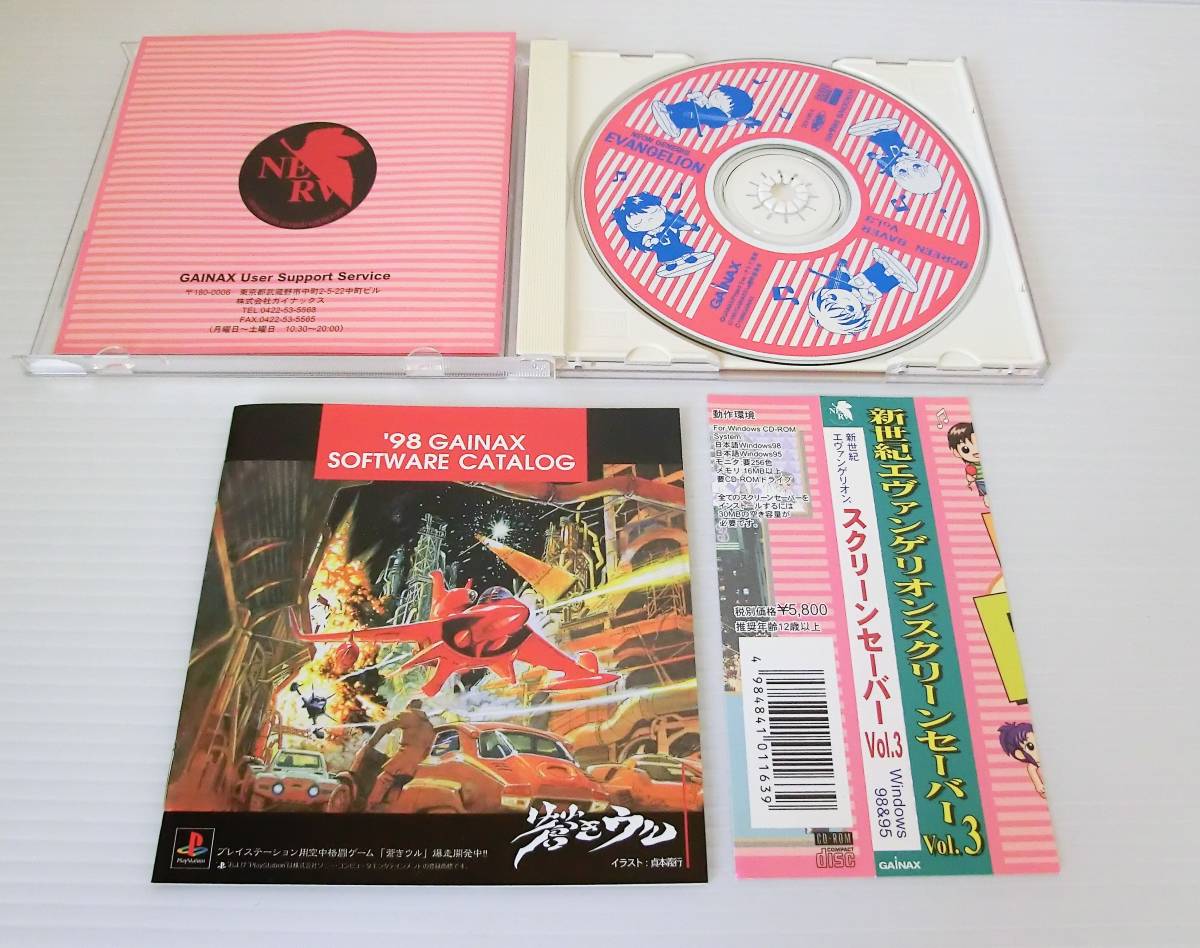 NERV
GAINAX User Support Service
〒180-0006 東京都武蔵野市中町2-5-22中町ビル
株式会社ガイナックス
TEL.0422-53-5568
FAX.0422-53-5565
(月曜日~土曜日 10:30~20:00)
NEON GENESIS
EVANGELION
SCREEN SAVER
Vol.3
GAINAX
'98 GAINAX
SOFTWARE CATALOG
蒼きウル
イラスト:貞本義行
PlayStation
プレイステーション用空中格闘ゲーム「蒼きウル」爆走開発中!!
動作環境
For Windows CD-ROM
System
日本語Windows98
日本語Windows95
モニタ 要256色
メモリ 16MB以上
要CD-ROMドライブ
全てのスクリーンセーバーを
インストールするには
30MBの空き容量が
必要です。
税別価格¥5,800
推奨年齢12歳以上
4984841011639
CD-ROM
COMPACT
disc
NERV
新世紀
エヴァンゲリオン
スクリーンセーバー Vol.3
Windows
98&95
新世紀エヴァンゲリオンスクリーンセーバー Vol.3
GAINAX